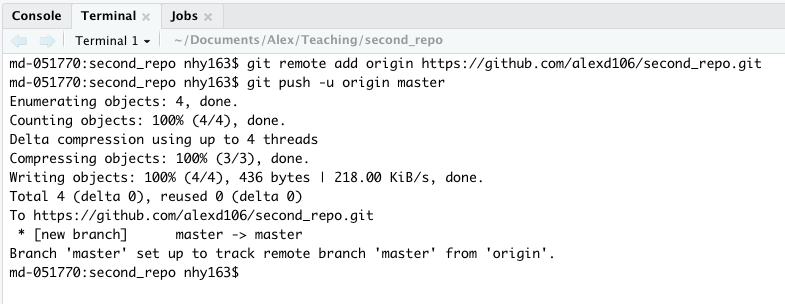 Console Terminal × Jobs ×
Terminal 1 ~/Documents/Alex/Teaching/second_repo
md-051770:second_repo nhy163$ git remote add origin https://github.com/alexd106/second_repo.git
md-051770:second_repo nhy163$ git push -u origin master
Enumerating objects: 4, done.
Counting objects: 100% (4/4), done.
Delta compression using up to 4 threads
Compressing objects: 100% (3/3), done.
Writing objects: 100% (4/4), 436 bytes | 218.00 KiB/s, done.
Total 4 (delta 0), reused 0 (delta 0)
To https://github.com/alexd106/second_repo.git
 * [new branch]      master -> master
Branch 'master' set up to track remote branch 'master' from 'origin'.
md-051770:second_repo nhy163$